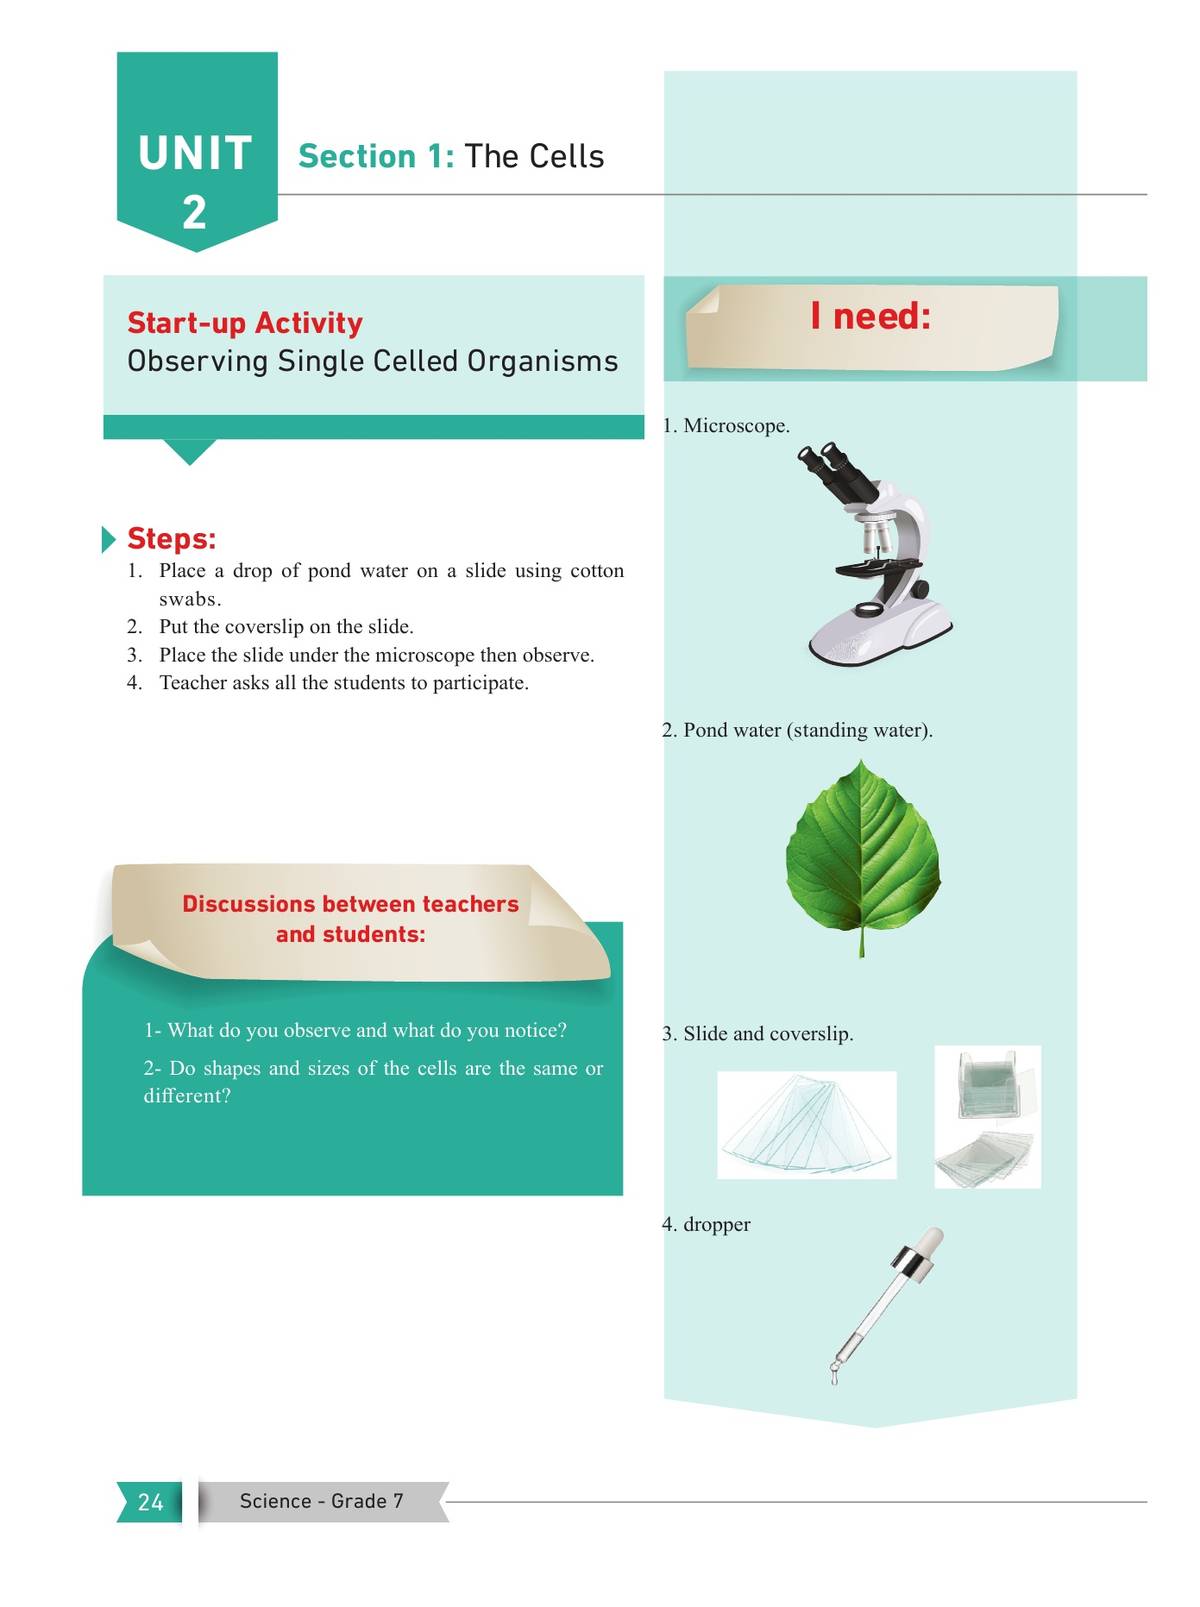 UNIT
2
Section 1: The Cells
Start-up Activity
Observing Single Celled Organisms
Steps:
1. Place a drop of pond water on a slide using cotton
swabs.
2. Put the coverslip on the slide.
3. Place the slide under the microscope then observe.
4. Teacher asks all the students to participate.
Discussions between teachers
and students:
1- What do you observe and what do you notice?
2- Do shapes and sizes of the cells are the same or
different?
I need:
1. Microscope.
2. Pond water (standing water).
3. Slide and coverslip.
4. dropper
24
Science - Grade 7